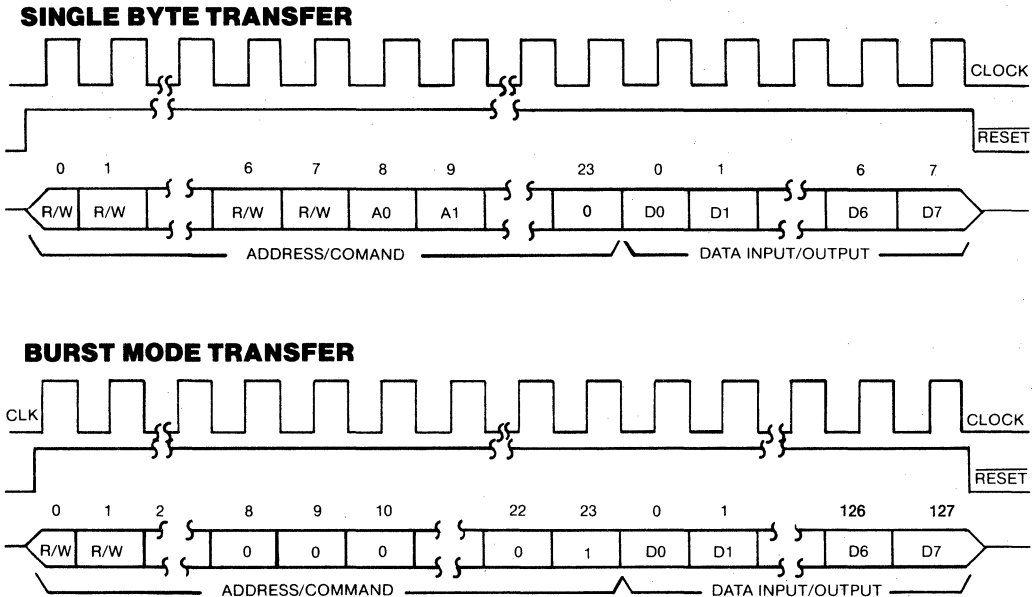 SINGLE BYTE TRANSFER
CLOCK
RESET
0 1 6 7 8 9 23 0 1 6 7
R/W R/W R/W R/W A0 A1 0 D0 D1 D6 D7
ADDRESS/COMAND DATA INPUT/OUTPUT
BURST MODE TRANSFER
CLK
CLOCK
RESET
0 1 2 8 9 10 22 23 0 1 126 127
R/W R/W 0 0 0 0 1 D0 D1 D6 D7
ADDRESS/COMMAND DATA INPUT/OUTPUT